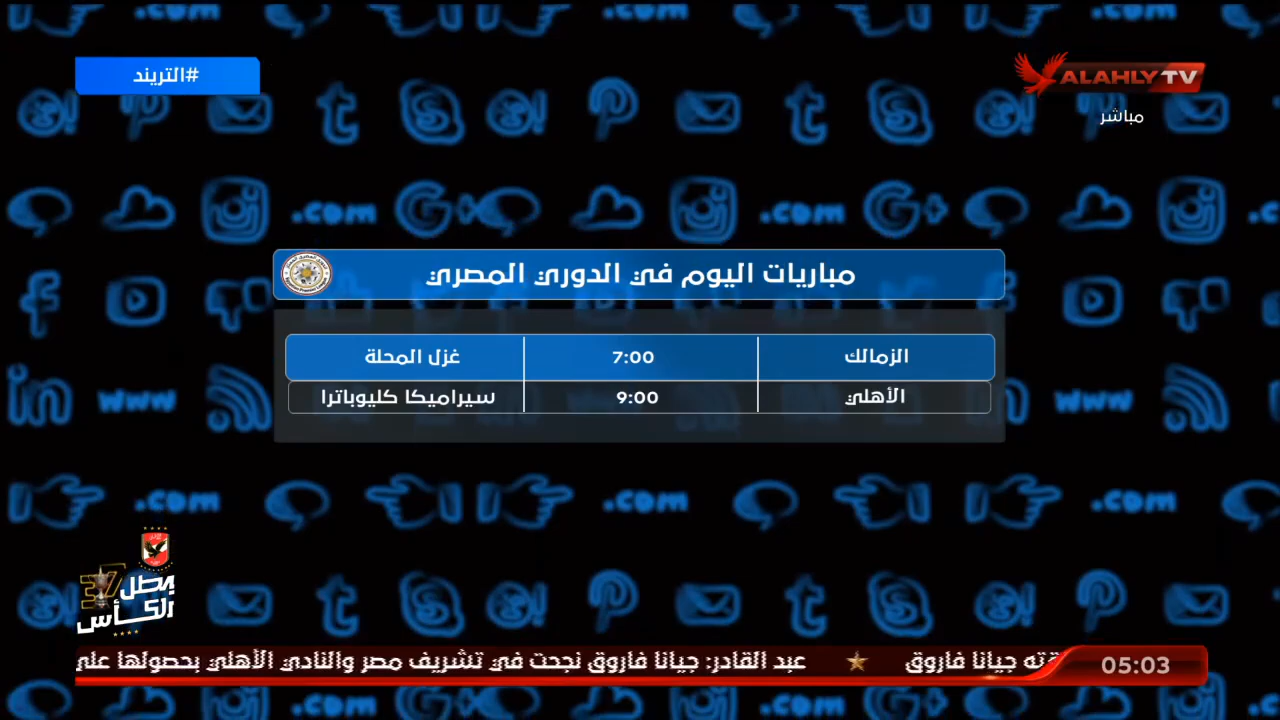 #التريند
ALAHLY TV
مباشر
مباريات اليوم في الدوري المصري
الزمالك 7:00 غزل المحلة
الأهلي 9:00 سيراميكا كليوباترا
37
بطل
الكأس
جيانا فاروق ★ عبد القادر: جيانا فاروق نجحت في تشريف مصر والنادي الأهلي بحصولها على
05:03